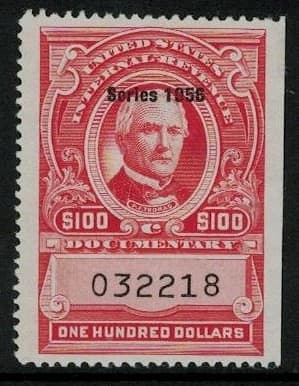 UNITED STATES
INTERNAL REVENUE
Series 1956
$100 C $100
DOCUMENTARY
032218
ONE HUNDRED DOLLARS